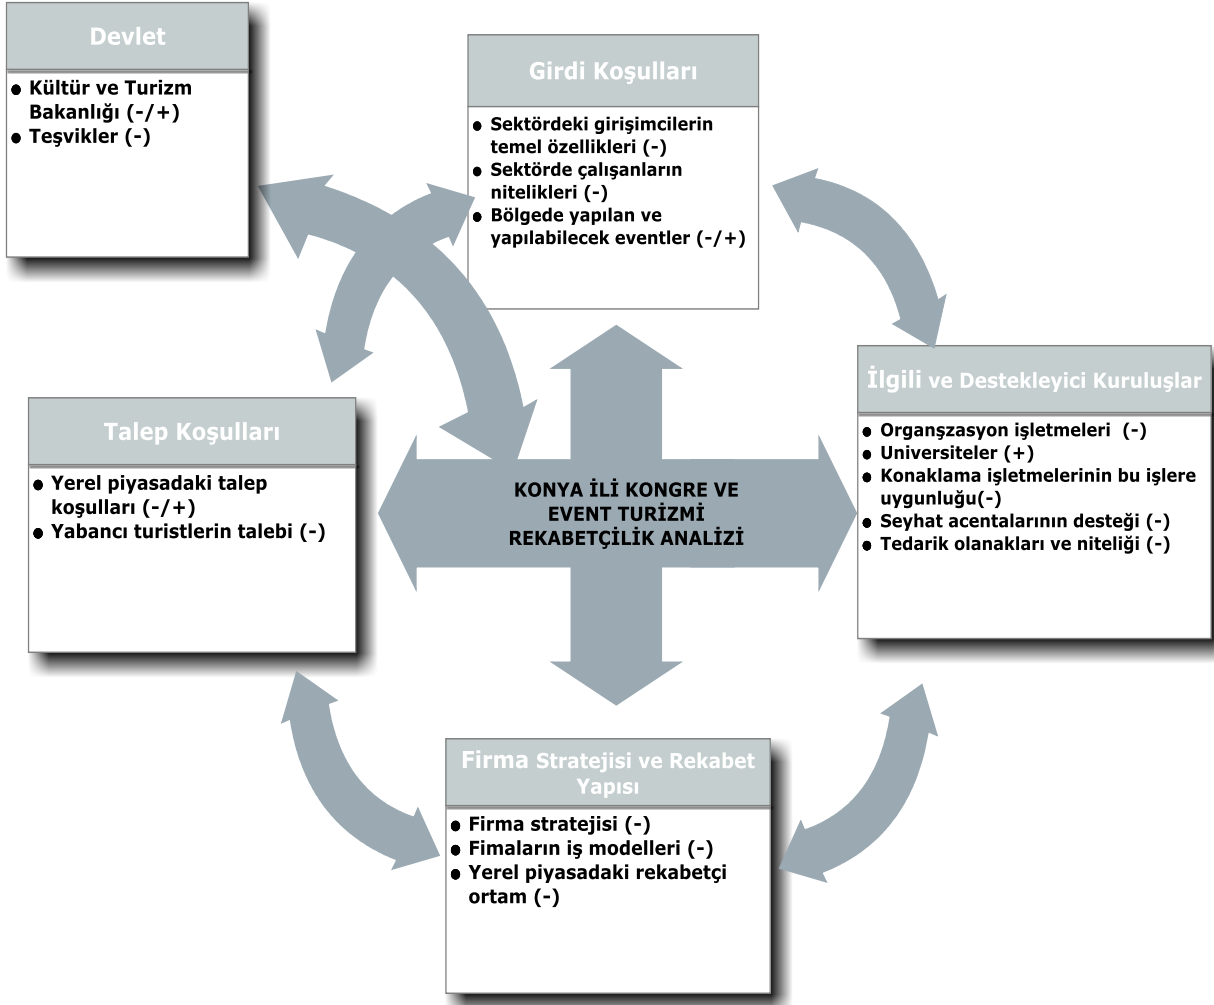 Devlet
● Kültür ve Turizm
Bakanlığı (-/+)
● Teşvikler (-)
Girdi Koşulları
● Sektördeki girişimcilerin
temel özellikleri (-)
● Sektörde çalışanların
nitelikleri (-)
● Bölgede yapılan ve
yapılabilecek eventler (-/+)
İlgili ve Destekleyici Kuruluşlar
● Organşzasyon işletmeleri (-)
● Universiteler (+)
● Konaklama işletmelerinin bu işlere
uygunluğu(-)
● Seyhat acentalarının desteği (-)
● Tedarik olanakları ve niteliği (-)
Talep Koşulları
● Yerel piyasadaki talep
koşulları (-/+)
● Yabancı turistlerin talebi (-)
KONYA İLİ KONGRE VE
EVENT TURİZMİ
REKABETÇİLİK ANALİZİ
Firma Stratejisi ve Rekabet
Yapısı
● Firma stratejisi (-)
● Fimaların iş modelleri (-)
● Yerel piyasadaki rekabetçi
ortam (-)